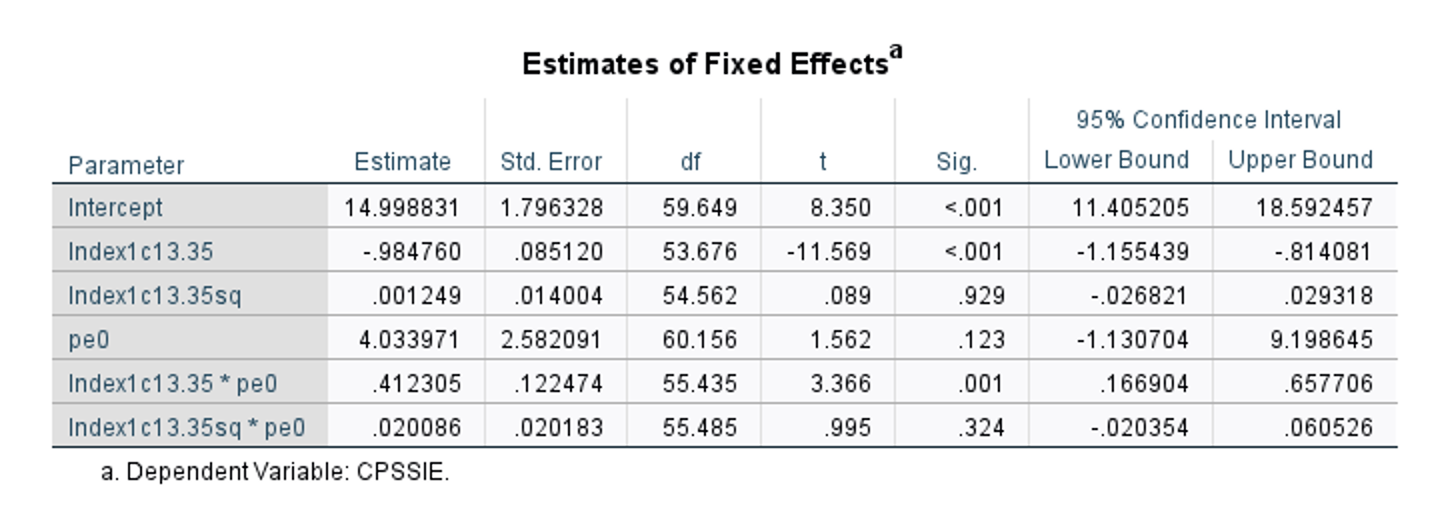 Estimates of Fixed Effectsa
95% Confidence Interval
Parameter Estimate Std. Error df t Sig. Lower Bound Upper Bound
Intercept 14.998831 1.796328 59.649 8.350 <.001 11.405205 18.592457
Index1c13.35 -.984760 .085120 53.676 -11.569 <.001 -1.155439 -.814081
Index1c13.35sq .001249 .014004 54.562 .089 .929 -.026821 .029318
pe0 4.033971 2.582091 60.156 1.562 .123 -1.130704 9.198645
Index1c13.35 * pe0 .412305 .122474 55.435 3.366 .001 .166904 .657706
Index1c13.35sq * pe0 .020086 .020183 55.485 .995 .324 -.020354 .060526
a. Dependent Variable: CPSSIE.